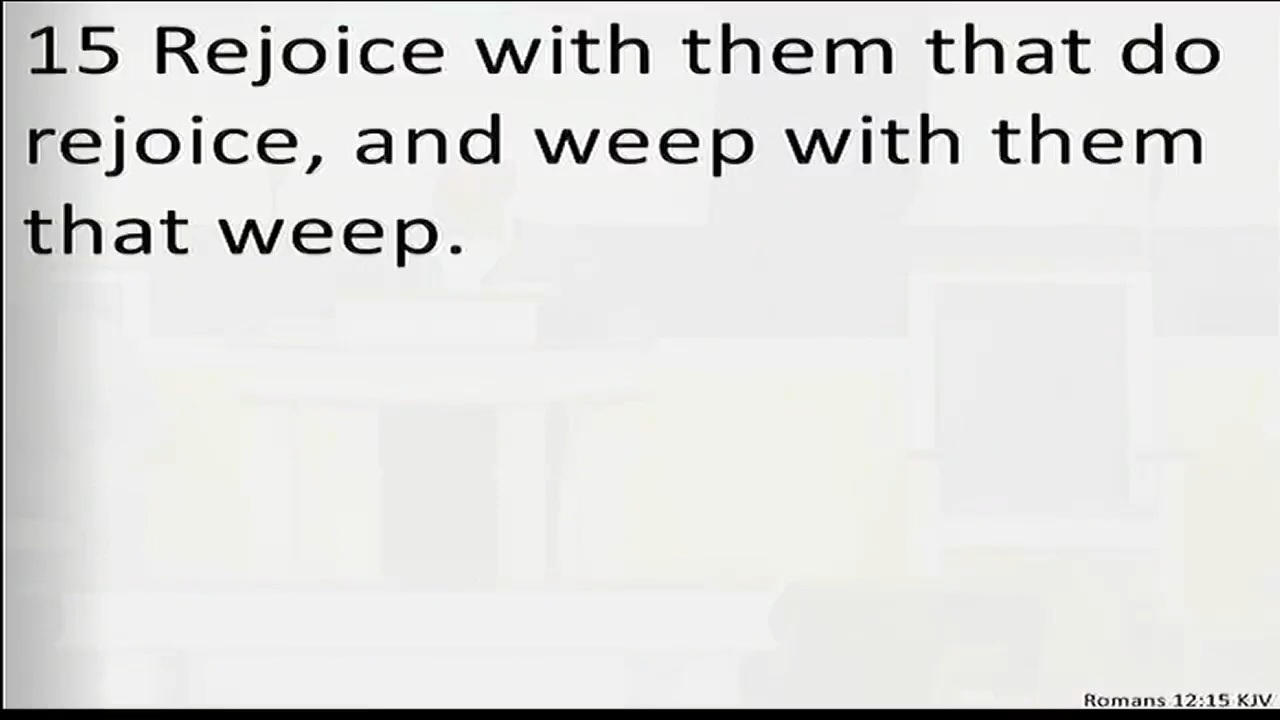 15 Rejoice with them that do
rejoice, and weep with them
that weep.
Romans 12:15 KJV